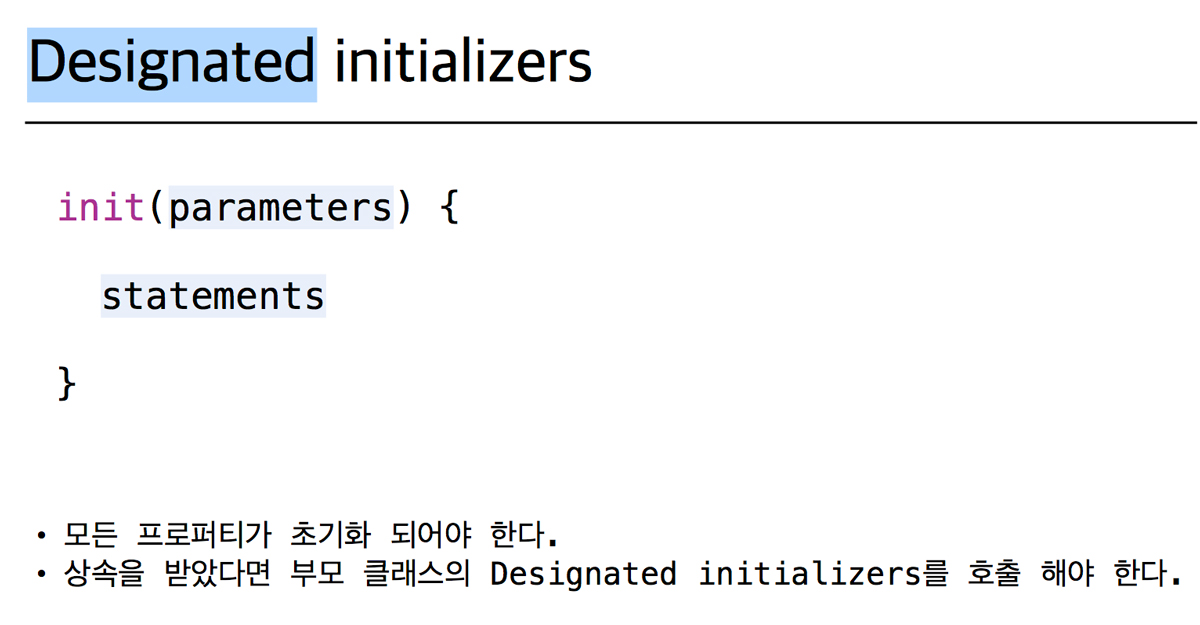 Designated initializers
init(parameters) {
statements
}
• 모든 프로퍼티가 초기화 되어야 한다.
• 상속을 받았다면 부모 클래스의 Designated initializers를 호출 해야 한다.